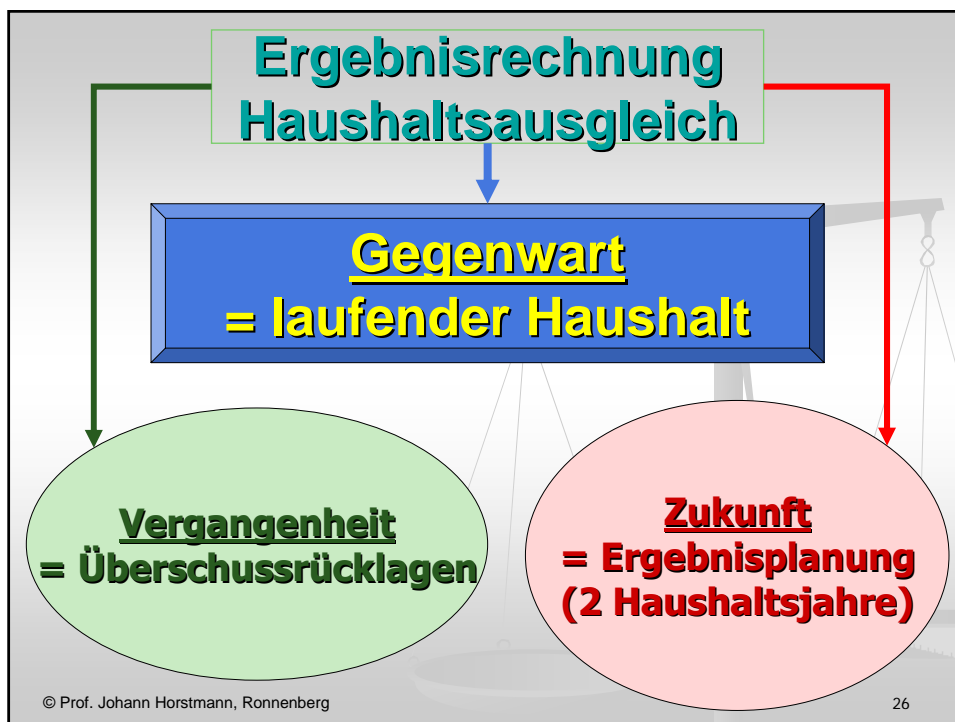 Ergebnisrechnung
Haushaltsausgleich
Gegenwart
= laufender Haushalt
Vergangenheit
= Überschussrücklagen
Zukunft
= Ergebnisplanung
(2 Haushaltsjahre)
© Prof. Johann Horstmann, Ronnenberg
26